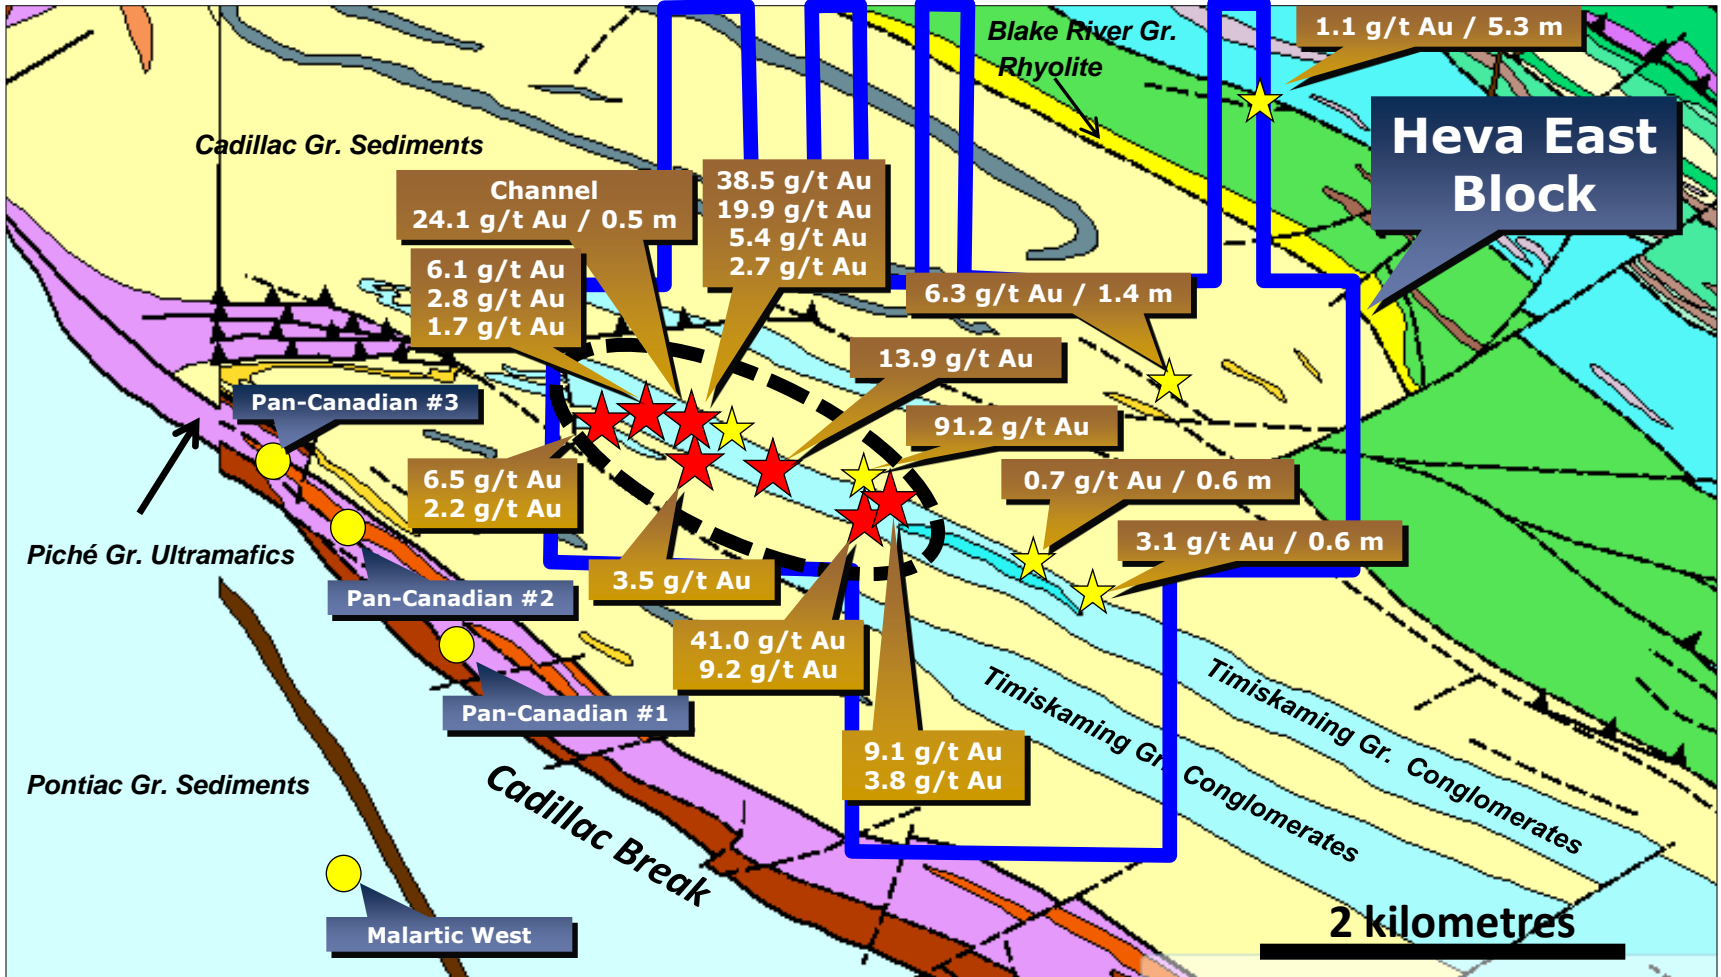 Blake River Gr.
Rhyolite
1.1 g/t Au / 5.3 m
Heva East
Block
Cadillac Gr. Sediments
Channel
24.1 g/t Au / 0.5 m
38.5 g/t Au
19.9 g/t Au
5.4 g/t Au
2.7 g/t Au
6.1 g/t Au
2.8 g/t Au
1.7 g/t Au
6.3 g/t Au / 1.4 m
13.9 g/t Au
Pan-Canadian #3
91.2 g/t Au
6.5 g/t Au
2.2 g/t Au
0.7 g/t Au / 0.6 m
3.1 g/t Au / 0.6 m
Piché Gr. Ultramafics
3.5 g/t Au
Pan-Canadian #2
41.0 g/t Au
9.2 g/t Au
Pan-Canadian #1
Timiskaming Gr. Conglomerates
Timiskaming Gr. Conglomerates
9.1 g/t Au
3.8 g/t Au
Pontiac Gr. Sediments
Cadillac Break
Malartic West
2 kilometres